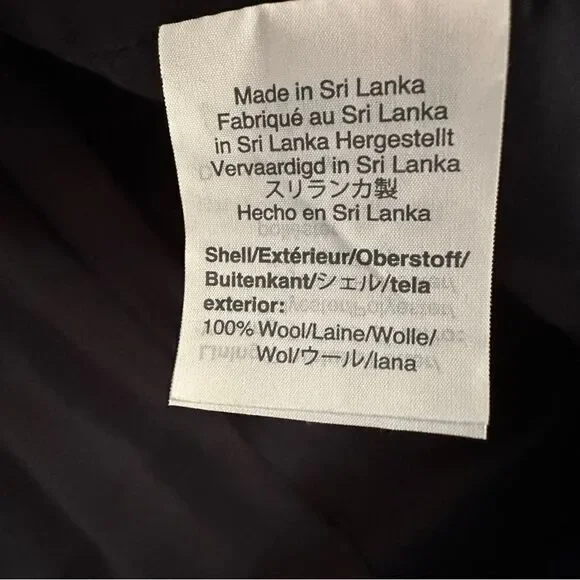 Made in Sri Lanka
Fabriqué au Sri Lanka
in Sri Lanka Hergestellt
Vervaardigd in Sri Lanka
スリランカ製
Hecho en Sri Lanka
Shell/Extérieur/Oberstoff/
Buitenkant/シェル/tela
exterior:
100% Wool/Laine/Wolle/
Wol/ウール/lana